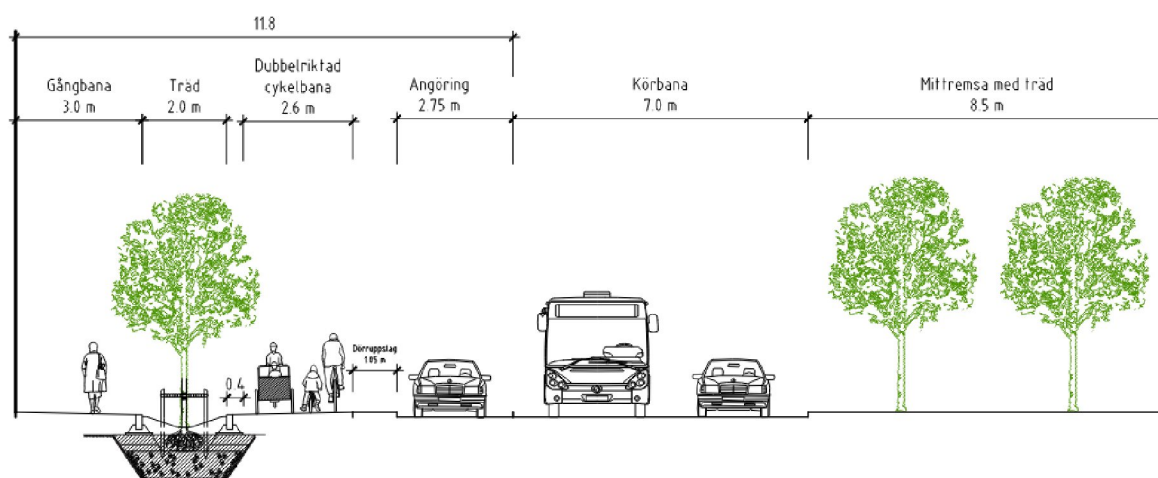 11.8
Gångbana
3.0 m
Träd
2.0 m
Dubbelriktad
cykelbana
2.6 m
Angöring
2.75 m
Körbana
7.0 m
Mittremsa med träd
8.5 m
Dörruppslag
1.05 m
0.4